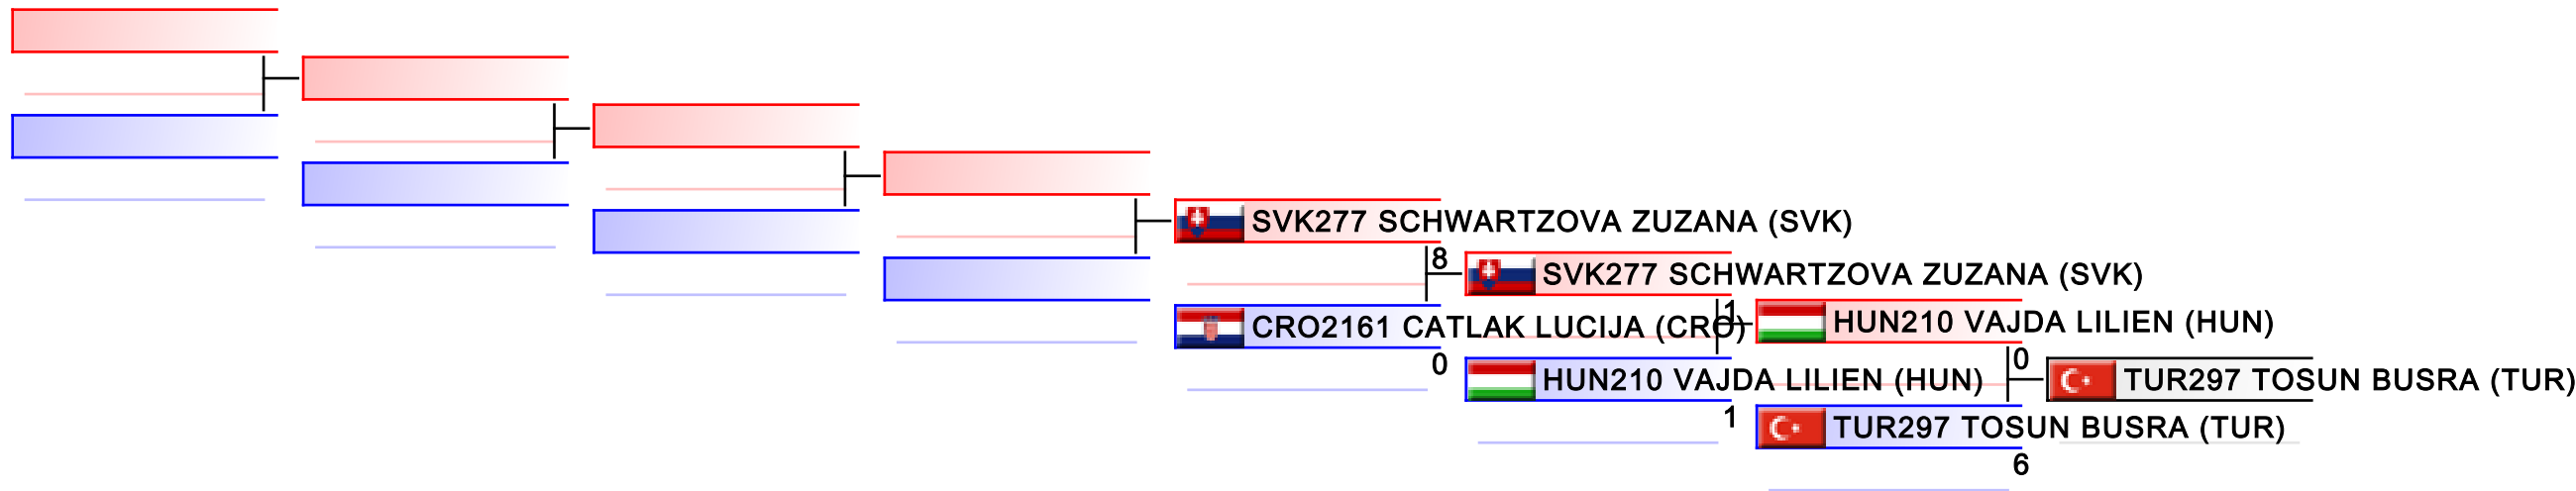 SVK277 SCHWARTZOVA ZUZANA (SVK)
8
SVK277 SCHWARTZOVA ZUZANA (SVK)
CRO2161 CATLAK LUCIJA (CRO)
0
1
HUN210 VAJDA LILIEN (HUN)
HUN210 VAJDA LILIEN (HUN)
1
0
TUR297 TOSUN BUSRA (TUR)
TUR297 TOSUN BUSRA (TUR)
6